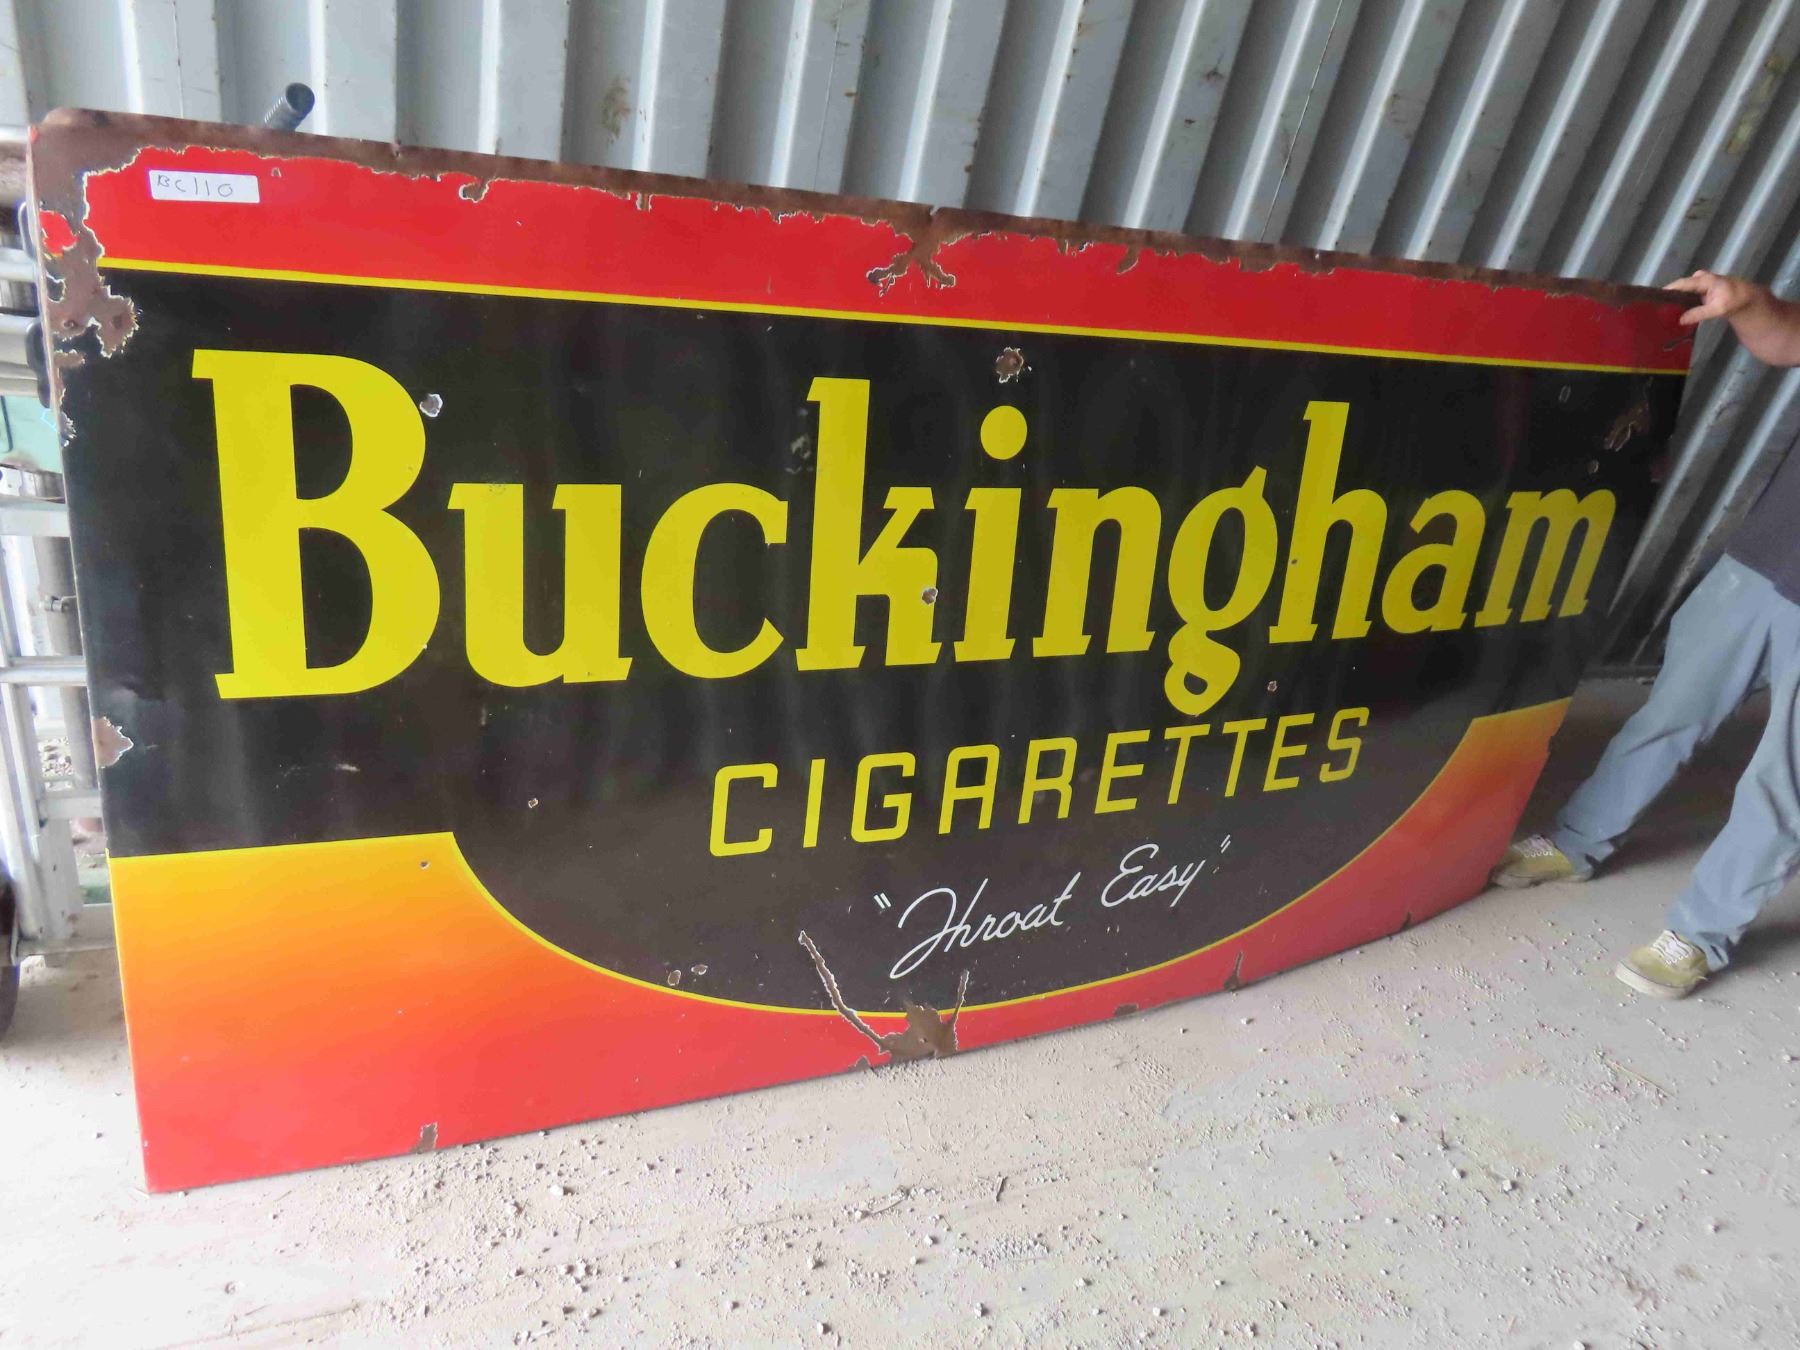 BC110
Buckingham
CIGARETTES
"Throat Easy"